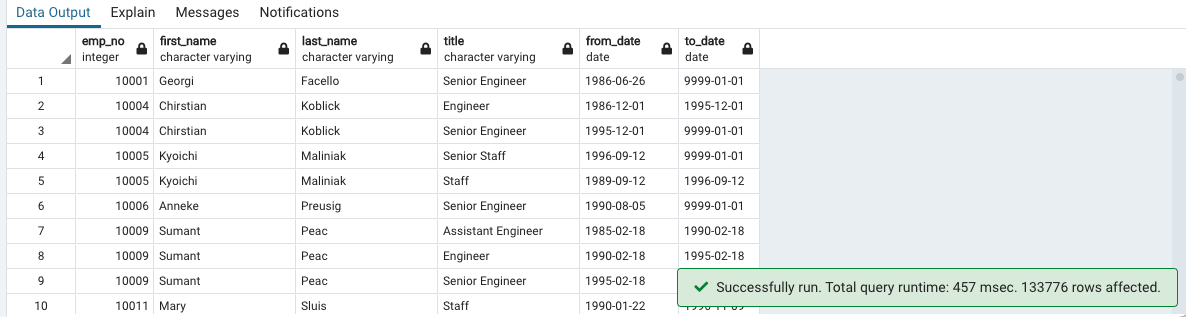 Data Output Explain Messages Notifications
emp_no first_name last_name title from_date to_date
integer character varying character varying character varying date date
1 10001 Georgi Facello Senior Engineer 1986-06-26 9999-01-01
2 10004 Chirstian Koblick Engineer 1986-12-01 1995-12-01
3 10004 Chirstian Koblick Senior Engineer 1995-12-01 9999-01-01
4 10005 Kyoichi Maliniak Senior Staff 1996-09-12 9999-01-01
5 10005 Kyoichi Maliniak Staff 1989-09-12 1996-09-12
6 10006 Anneke Preusig Senior Engineer 1990-08-05 9999-01-01
7 10009 Sumant Peac Assistant Engineer 1985-02-18 1990-02-18
8 10009 Sumant Peac Engineer 1990-02-18 1995-02-18
9 10009 Sumant Peac Senior Engineer 1995-02-18
Successfully run. Total query runtime: 457 msec. 133776 rows affected.
10 10011 Mary Sluis Staff 1990-01-22